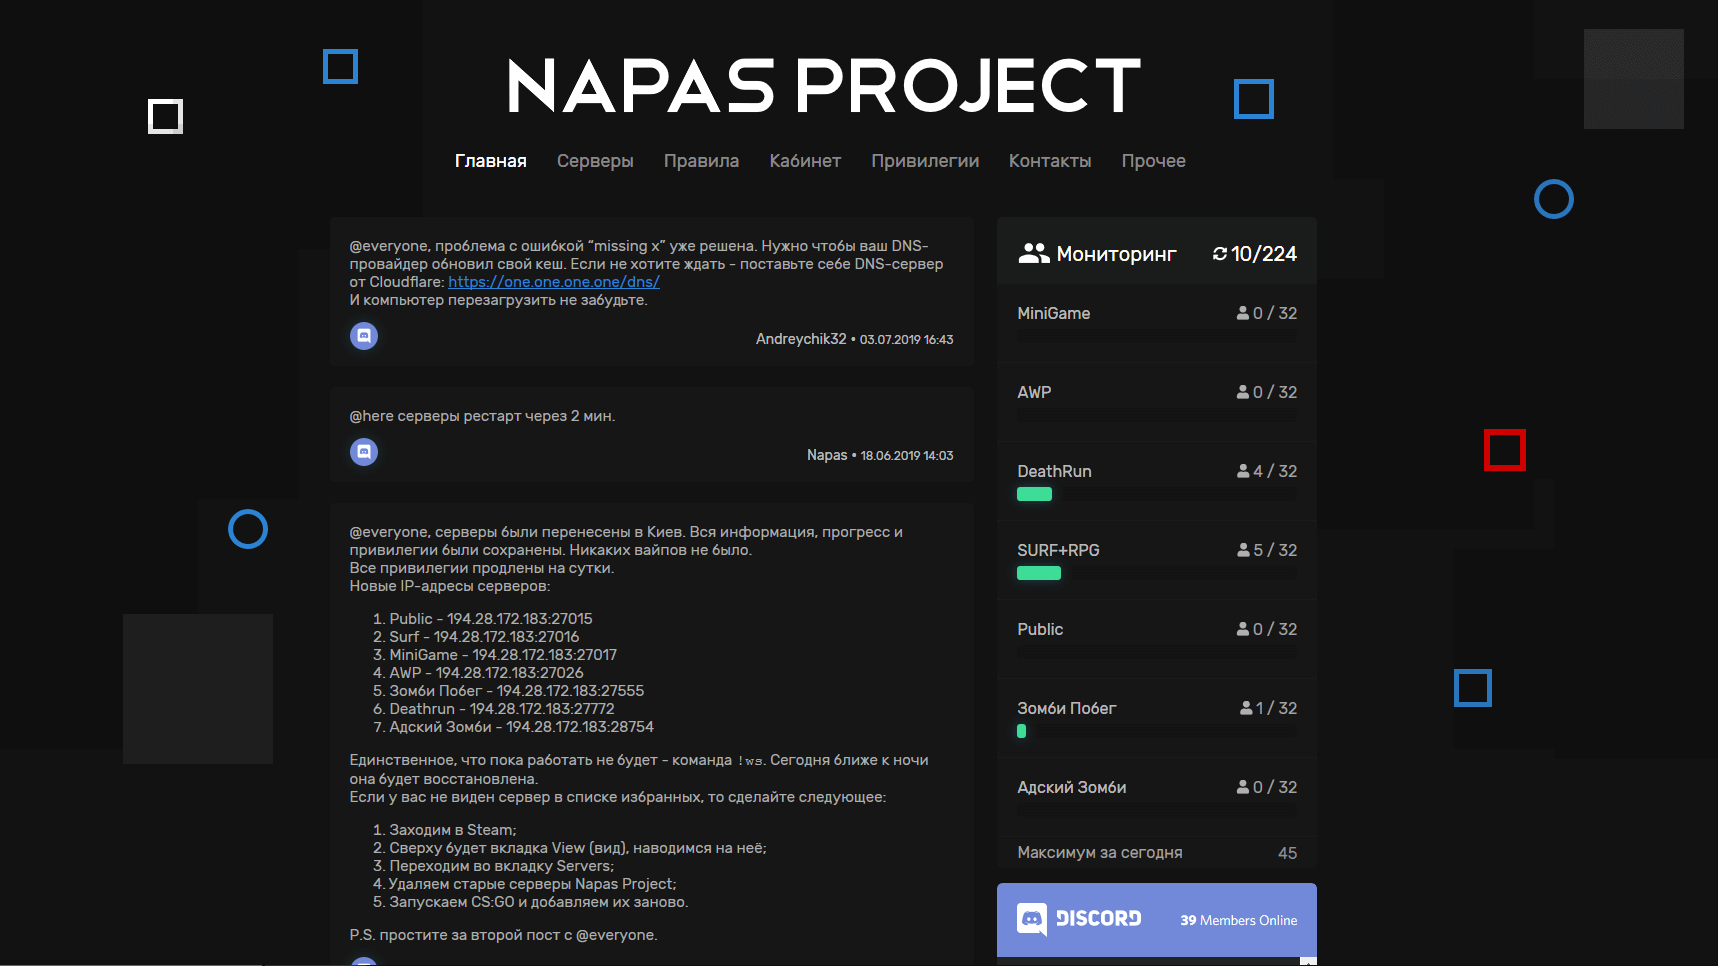 NAPAS PROJECT
Главная Серверы Правила Кабинет Привилегии Контакты Прочее
@everyone, проблема с ошибкой “missing x” уже решена. Нужно чтобы ваш DNS-
провайдер обновил свой кеш. Если не хотите ждать - поставьте себе DNS-сервер
от Cloudflare: https://one.one.one.one/dns/
И компьютер перезагрузить не забудьте.
Andreychik32 • 03.07.2019 16:43
@here серверы рестарт через 2 мин.
Napas • 18.06.2019 14:03
@everyone, серверы были перенесены в Киев. Вся информация, прогресс и
привилегии были сохранены. Никаких вайпов не было.
Все привилегии продлены на сутки.
Новые IP-адресы серверов:
1. Public - 194.28.172.183:27015
2. Surf - 194.28.172.183:27016
3. MiniGame - 194.28.172.183:27017
4. AWP - 194.28.172.183:27026
5. Зомби Побег - 194.28.172.183:27555
6. Deathrun - 194.28.172.183:27772
7. Адский Зомби - 194.28.172.183:28754
Единственное, что пока работать не будет - команда !ws. Сегодня ближе к ночи
она будет восстановлена.
Если у вас не виден сервер в списке избранных, то сделайте следующее:
1. Заходим в Steam;
2. Сверху будет вкладка View (вид), наводимся на неё;
3. Переходим во вкладку Servers;
4. Удаляем старые серверы Napas Project;
5. Запускаем CS:GO и добавляем их заново.
P.S. простите за второй пост с @everyone.
Мониторинг 10/224
MiniGame 0 / 32
AWP 0 / 32
DeathRun 4 / 32
SURF+RPG 5 / 32
Public 0 / 32
Зомби Побег 1 / 32
Адский Зомби 0 / 32
Максимум за сегодня 45
DISCORD 39 Members Online